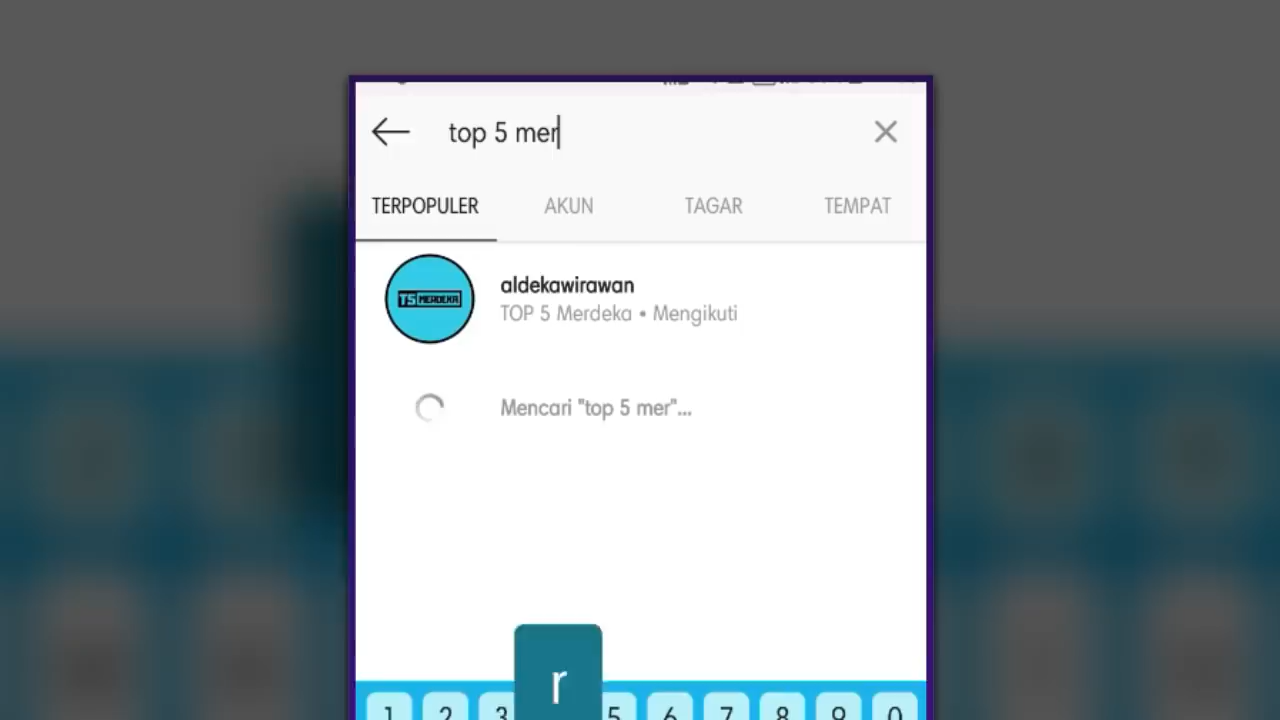 top 5 mer
TERPOPULER AKUN TAGAR TEMPAT
T5 MERDEKA
aldekawirawan
TOP 5 Merdeka • Mengikuti
Mencari "top 5 mer"...
r
1 2 3 5 6 7 8 9 0